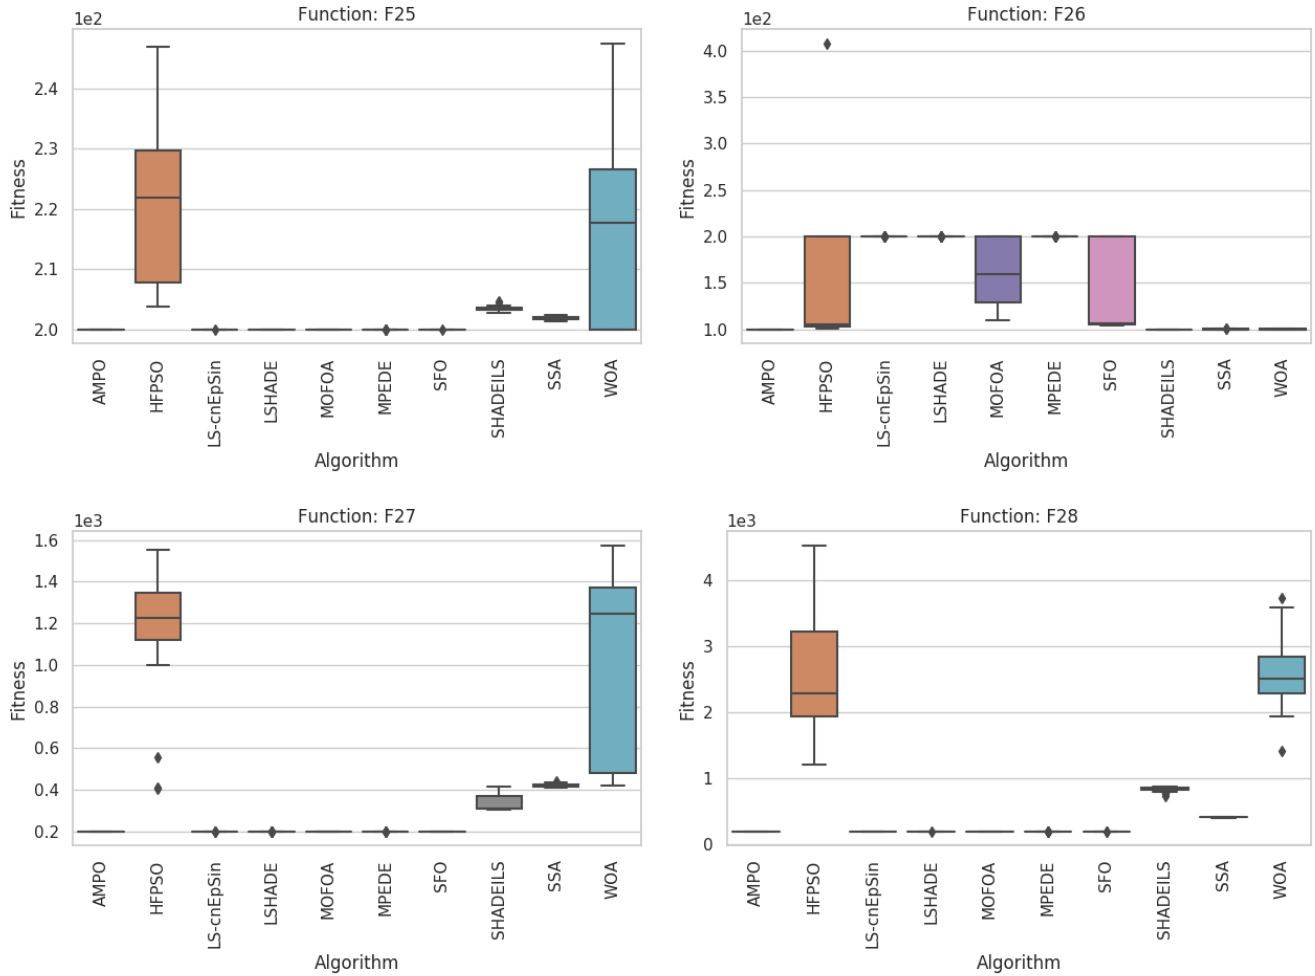 Function: F25
1e2
2.4
2.3
2.2
2.1
2.0
Fitness
AMPO
HFPSO
LS-cnEpSin
LSHADE
MOFOA
MPEDE
SFO
SHADEILS
SSA
WOA
Algorithm
Function: F26
1e2
4.0
3.5
3.0
2.5
2.0
1.5
1.0
Fitness
AMPO
HFPSO
LS-cnEpSin
LSHADE
MOFOA
MPEDE
SFO
SHADEILS
SSA
WOA
Algorithm
Function: F27
1e3
1.6
1.4
1.2
1.0
0.8
0.6
0.4
0.2
Fitness
AMPO
HFPSO
LS-cnEpSin
LSHADE
MOFOA
MPEDE
SFO
SHADEILS
SSA
WOA
Algorithm
Function: F28
1e3
4
3
2
1
0
Fitness
AMPO
HFPSO
LS-cnEpSin
LSHADE
MOFOA
MPEDE
SFO
SHADEILS
SSA
WOA
Algorithm